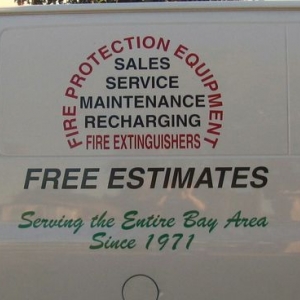 FIRE PROTECTION EQUIPMENT
SALES
SERVICE
MAINTENANCE
RECHARGING
FIRE EXTINGUISHERS
FREE ESTIMATES
Serving the Entire Bay Area
Since 1971